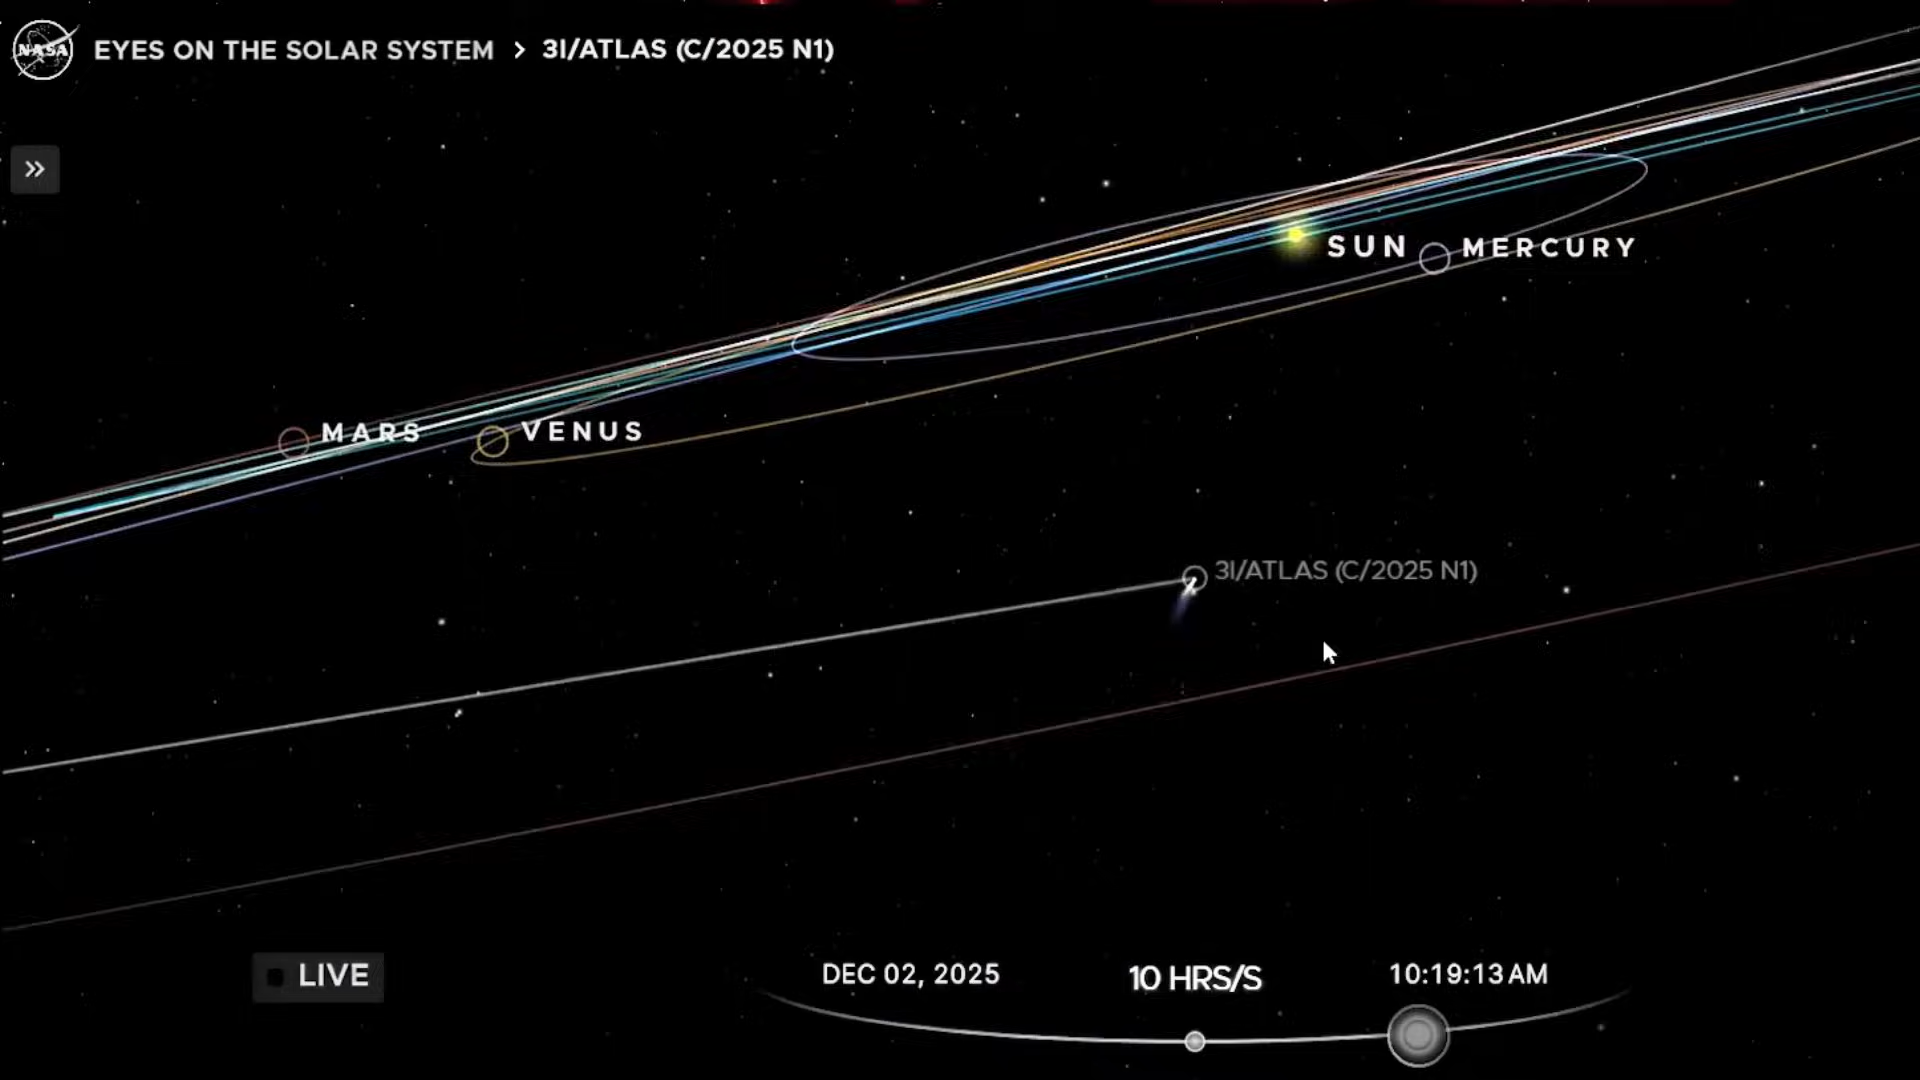 NASA
EYES ON THE SOLAR SYSTEM > 3I/ATLAS (C/2025 N1)
SUN
MERCURY
MARS
VENUS
3I/ATLAS (C/2025 N1)
LIVE
DEC 02, 2025
10 HRS/S
10:19:13 AM